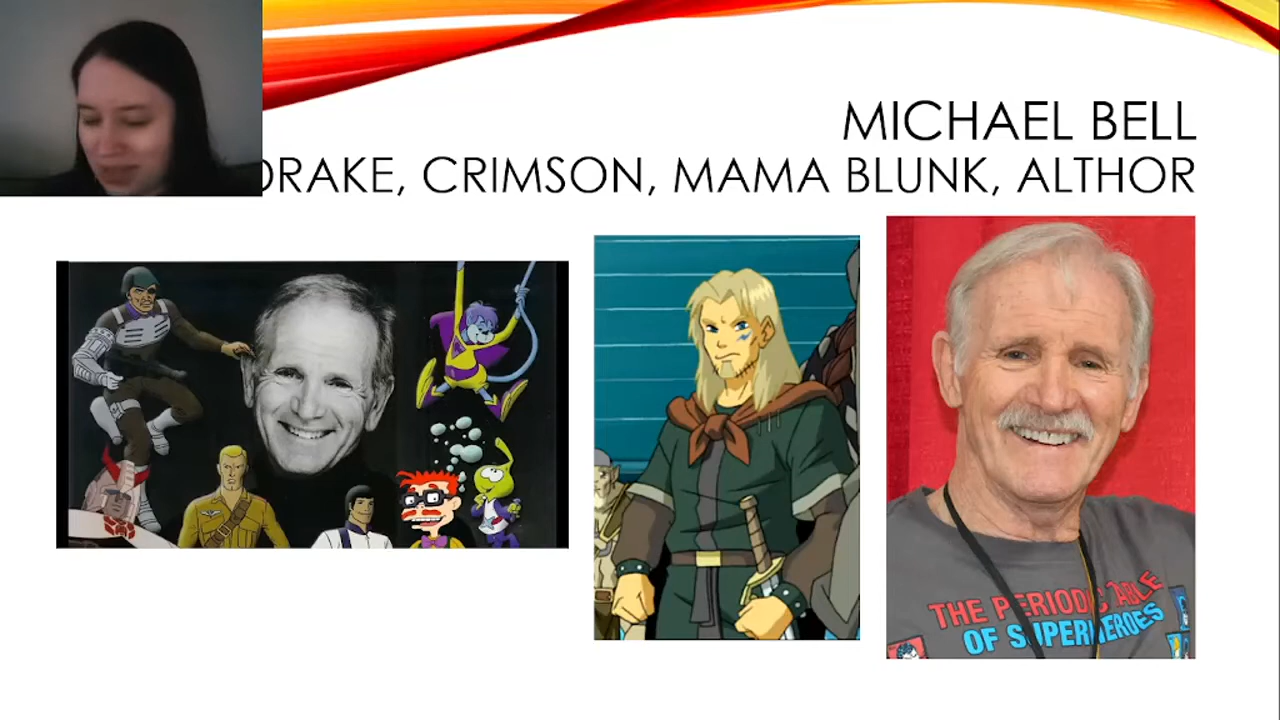 MICHAEL BELL
DRAKE, CRIMSON, MAMA BLUNK, ALTHOR
THE PERIODIC TABLE
OF SUPERHEROES